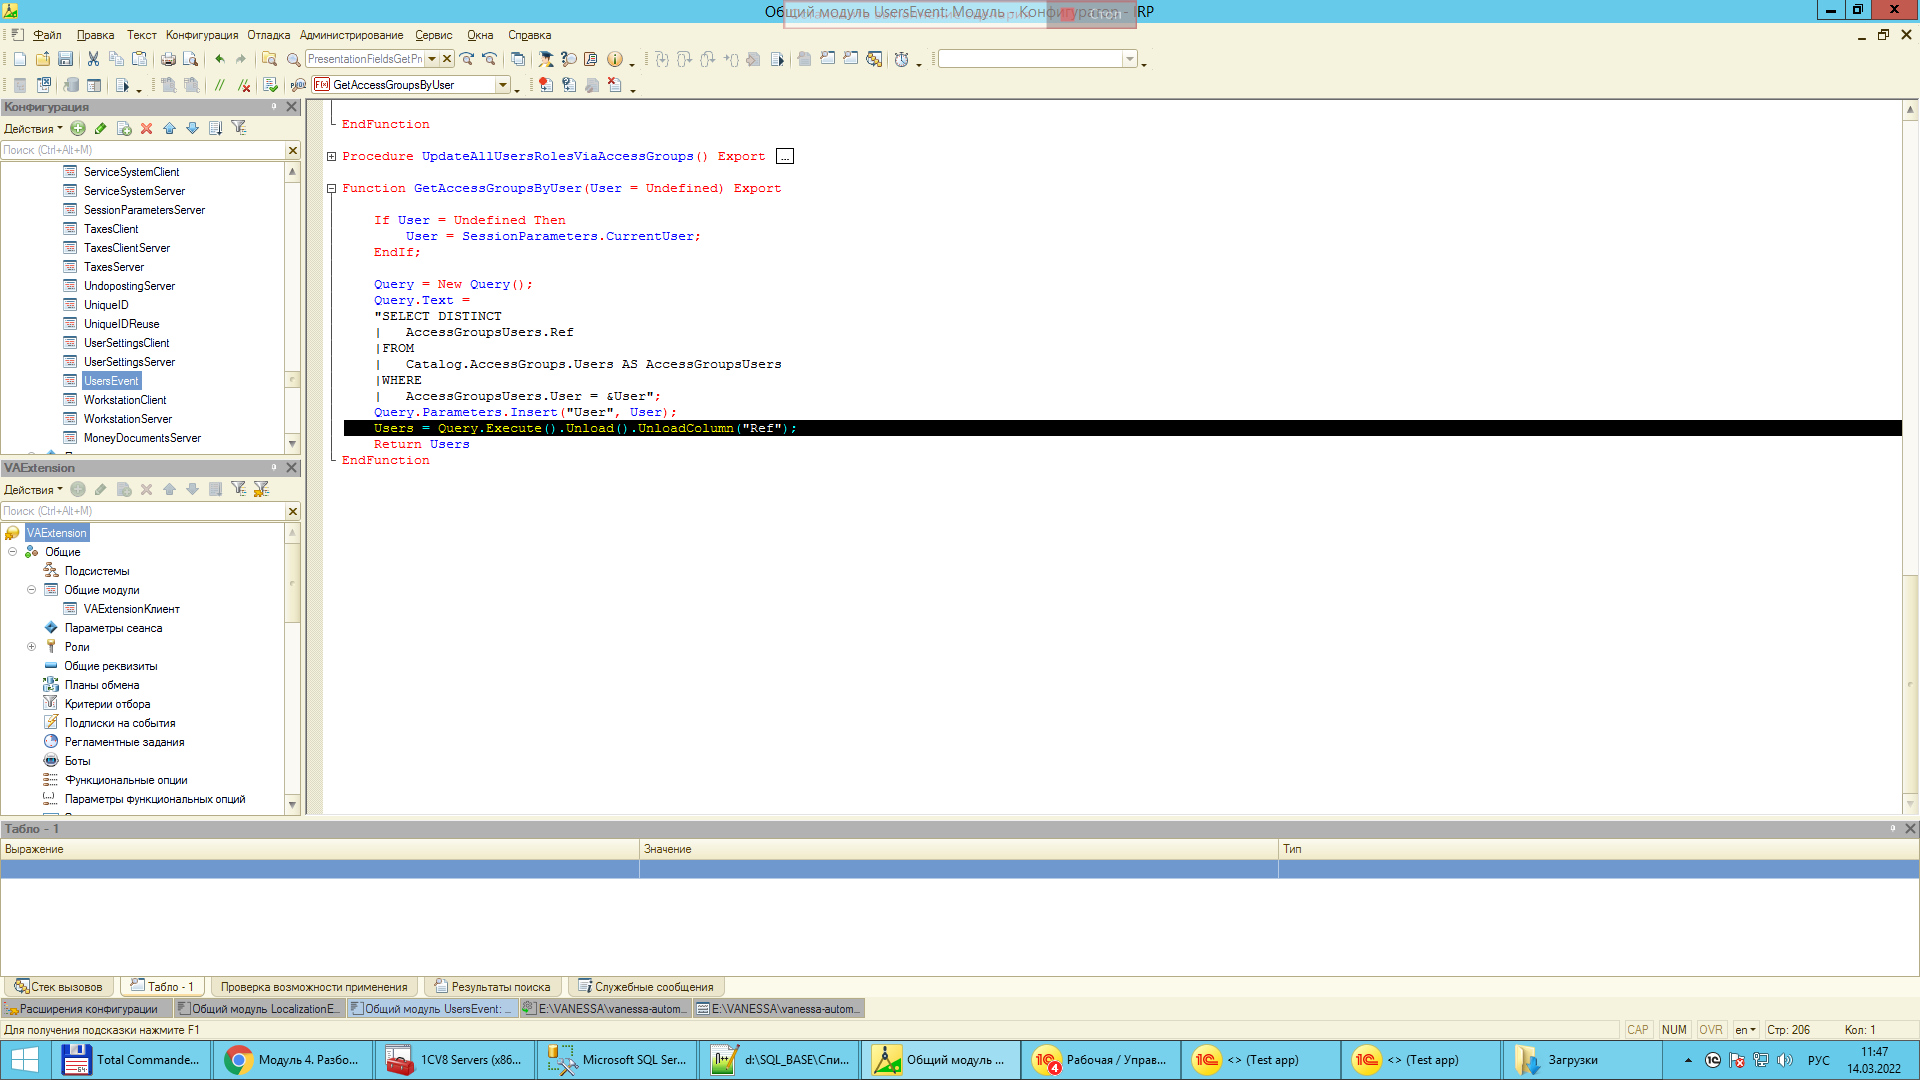 Общий модуль UsersEvent: Модуль - Конфигуратор - IRP
Стоп
Файл Правка Текст Конфигурация Отладка Администрирование Сервис Окна Справка
PresentationFieldsGetPr
GetAccessGroupsByUser
Конфигурация
Действия
Поиск (Ctrl+Alt+M)
ServiceSystemClient
ServiceSystemServer
SessionParametersServer
TaxesClient
TaxesClientServer
TaxesServer
UndopostingServer
UniqueID
UniqueIDReuse
UserSettingsClient
UserSettingsServer
UsersEvent
WorkstationClient
WorkstationServer
MoneyDocumentsServer
VAExtension
Действия
Поиск (Ctrl+Alt+M)
VAExtension
Общие
Подсистемы
Общие модули
VAExtensionКлиент
Параметры сеанса
Роли
Общие реквизиты
Планы обмена
Критерии отбора
Подписки на события
Регламентные задания
Боты
Функциональные опции
Параметры функциональных опций
EndFunction
Procedure UpdateAllUsersRolesViaAccessGroups() Export ...
Function GetAccessGroupsByUser(User = Undefined) Export
If User = Undefined Then
User = SessionParameters.CurrentUser;
EndIf;
Query = New Query();
Query.Text =
"SELECT DISTINCT
| AccessGroupsUsers.Ref
|FROM
| Catalog.AccessGroups.Users AS AccessGroupsUsers
|WHERE
| AccessGroupsUsers.User = &User";
Query.Parameters.Insert("User", User);
Users = Query.Execute().Unload().UnloadColumn("Ref");
Return Users
EndFunction
Табло - 1
Выражение Значение Тип
Стек вызовов Табло - 1 Проверка возможности применения Результаты поиска Служебные сообщения
Расширения конфигурации Общий модуль LocalizationE... Общий модуль UsersEvent: ... E:\VANESSA\vanessa-autom... E:\VANESSA\vanessa-autom...
Для получения подсказки нажмите F1 CAP NUM OVR en Стр: 206 Кол: 1
Total Commande... Модуль 4. Разбо... 1CV8 Servers (x86... Microsoft SQL Ser... d:\SQL_BASE\Спи... Общий модуль ... 4 Рабочая / Управ... <> (Test app) <> (Test app) Загрузки РУС 11:47
14.03.2022